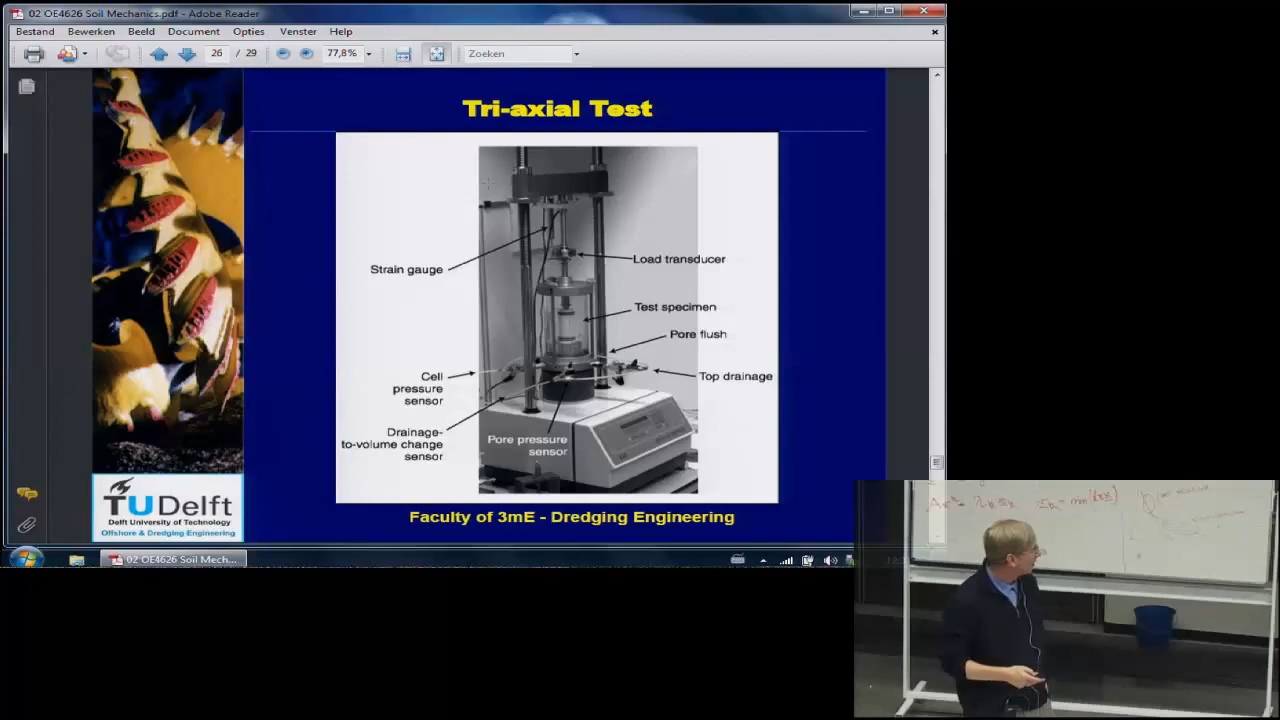 02 OE4626 Soil Mechanics.pdf - Adobe Reader
Bestand Bewerken Beeld Document Opties Venster Help
26 / 29 77,8% Zoeken
Tri-axial Test
Strain gauge
Load transducer
Test specimen
Pore flush
Top drainage
Cell
pressure
sensor
Drainage-
to-volume change
sensor
Pore pressure
sensor
TU Delft
Delft University of Technology
Offshore & Dredging Engineering
Faculty of 3mE - Dredging Engineering
02 OE4626 Soil Mech...